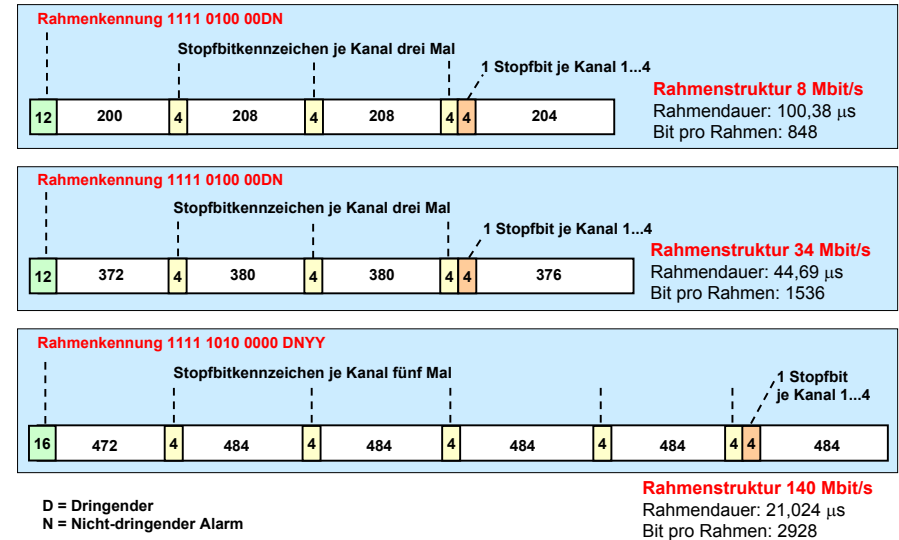 Rahmenkennung 1111 0100 00DN
Stopfbitkennzeichen je Kanal drei Mal
1 Stopfbit je Kanal 1...4
12 200 4 208 4 208 4 4 204
Rahmenstruktur 8 Mbit/s
Rahmendauer: 100,38 μs
Bit pro Rahmen: 848
Rahmenkennung 1111 0100 00DN
Stopfbitkennzeichen je Kanal drei Mal
1 Stopfbit je Kanal 1...4
12 372 4 380 4 380 4 4 376
Rahmenstruktur 34 Mbit/s
Rahmendauer: 44,69 μs
Bit pro Rahmen: 1536
Rahmenkennung 1111 1010 0000 DNYY
Stopfbitkennzeichen je Kanal fünf Mal
1 Stopfbit
je Kanal 1...4
16 472 4 484 4 484 4 484 4 484 4 4 484
Rahmenstruktur 140 Mbit/s
Rahmendauer: 21,024 μs
Bit pro Rahmen: 2928
D = Dringender
N = Nicht-dringender Alarm